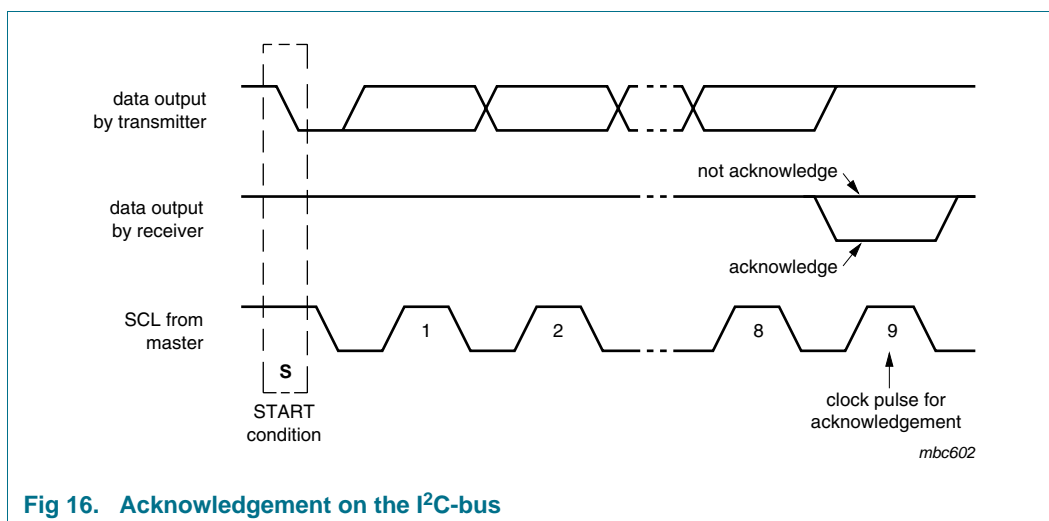 data output
by transmitter
data output
by receiver
not acknowledge
acknowledge
SCL from
master
1
2
8
9
S
START
condition
clock pulse for
acknowledgement
mbc602
Fig 16. Acknowledgement on the I²C-bus